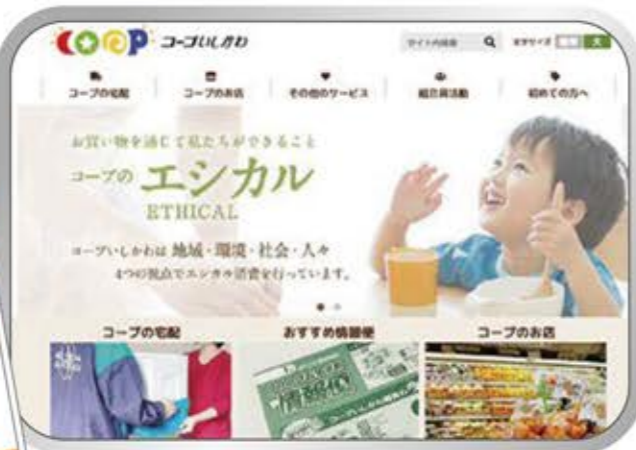 COOP コープいしかわ
サイト内検索
文字サイズ 標準 大
コープの宅配
コープのお店
その他のサービス
組合員活動
初めての方へ
お買い物を通じて私たちができること
コープの エシカル
ETHICAL
コープいしかわは 地域・環境・社会・人々
4つの視点でエシカル消費を行っています。
コープの宅配
おすすめ情報便
コープのお店
情報便